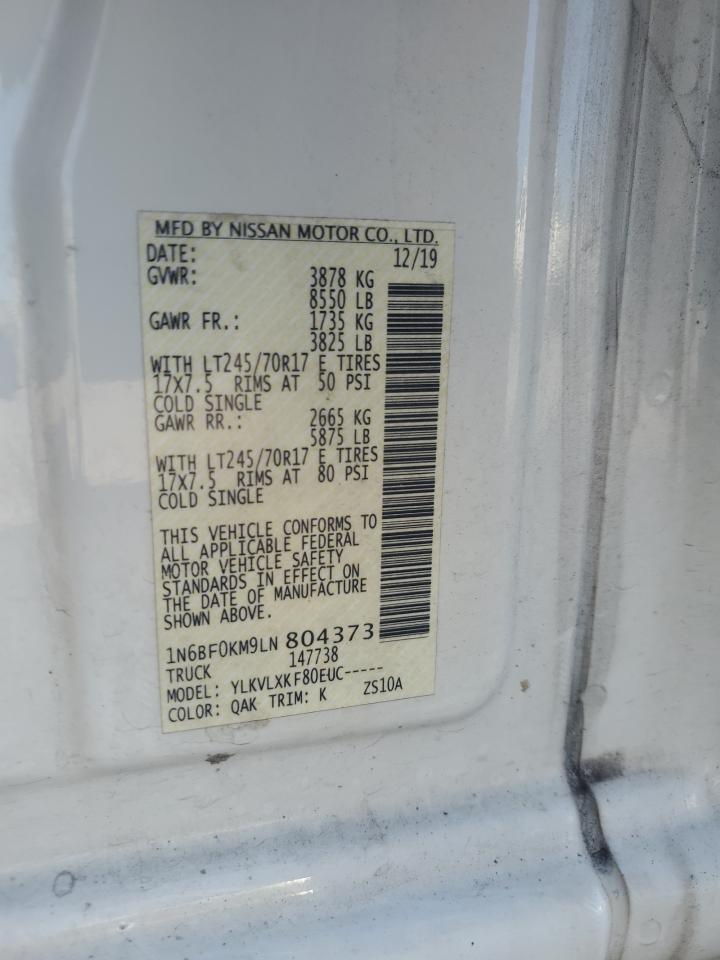 MFD BY NISSAN MOTOR CO., LTD.
DATE: 12/19
GVWR: 3878 KG
8550 LB
GAWR FR.: 1735 KG
3825 LB
WITH LT245/70R17 E TIRES
17X7.5 RIMS AT 50 PSI
COLD SINGLE
GAWR RR.: 2665 KG
5875 LB
WITH LT245/70R17 E TIRES
17X7.5 RIMS AT 80 PSI
COLD SINGLE
THIS VEHICLE CONFORMS TO
ALL APPLICABLE FEDERAL
MOTOR VEHICLE SAFETY
STANDARDS IN EFFECT ON
THE DATE OF MANUFACTURE
SHOWN ABOVE.
1N6BF0KM9LN 804373
TRUCK 147738
MODEL: YLKVLXKF80EUC-----
COLOR: QAK TRIM: K ZS10A